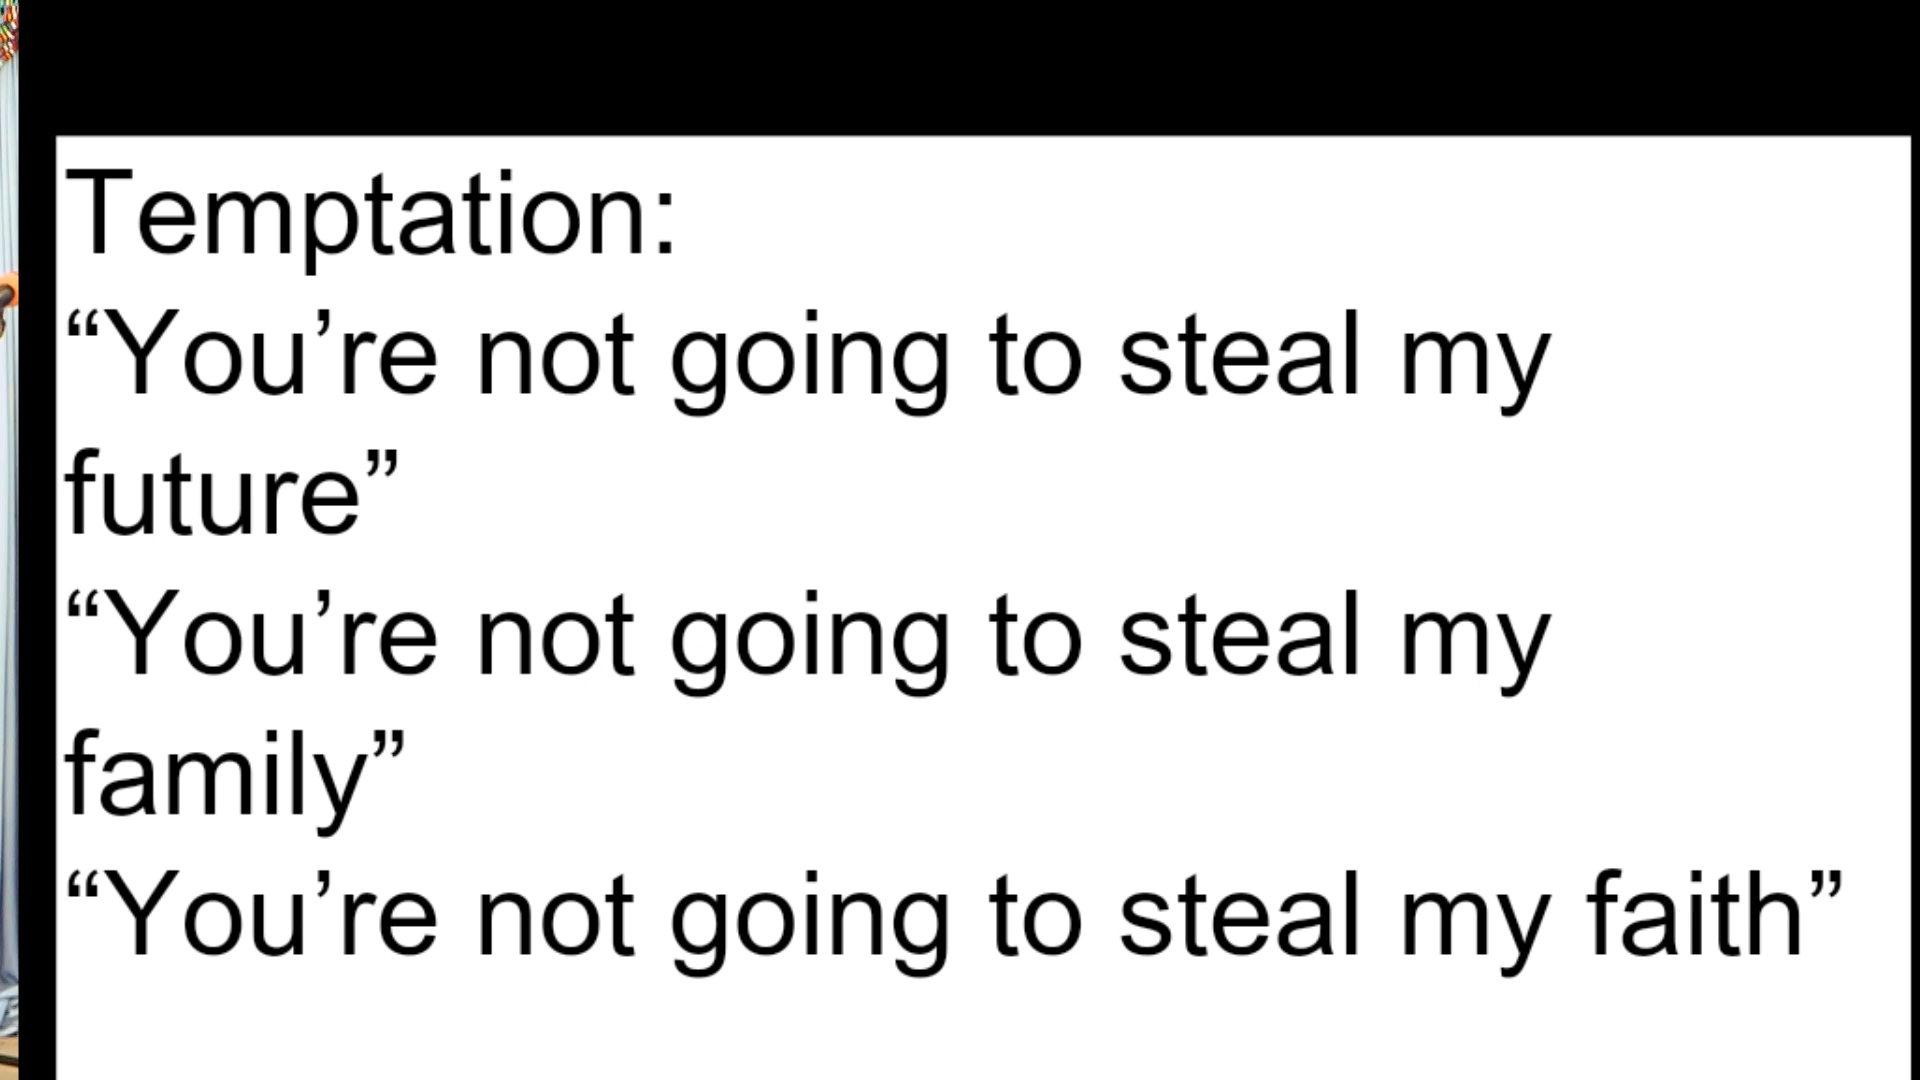 Temptation:
“You’re not going to steal my
future”
“You’re not going to steal my
family”
“You’re not going to steal my faith”